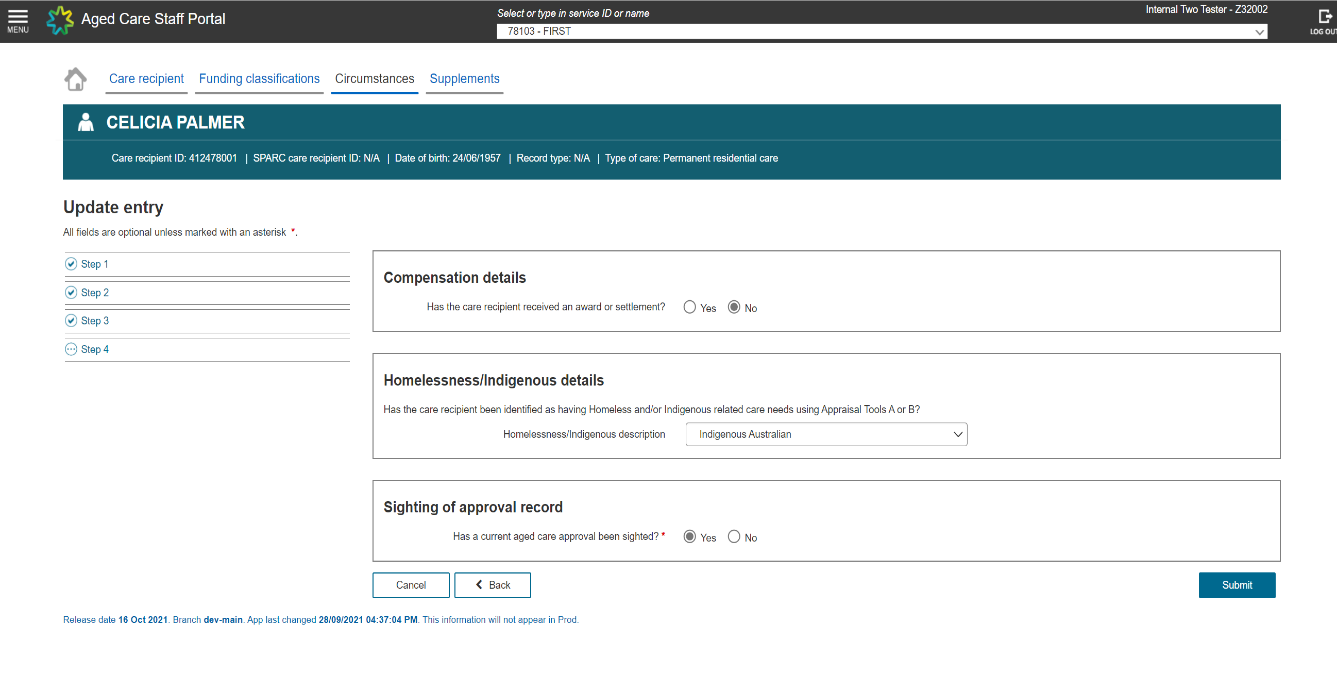 MENU
Aged Care Staff Portal
Select or type in service ID or name
78103 - FIRST
Internal Two Tester - Z32002
LOG OUT
Care recipient Funding classifications Circumstances Supplements
CELICIA PALMER
Care recipient ID: 412478001 | SPARC care recipient ID: N/A | Date of birth: 24/06/1957 | Record type: N/A | Type of care: Permanent residential care
Update entry
All fields are optional unless marked with an asterisk *.
Step 1
Step 2
Step 3
Step 4
Compensation details
Has the care recipient received an award or settlement? Yes No
Homelessness/Indigenous details
Has the care recipient been identified as having Homeless and/or Indigenous related care needs using Appraisal Tools A or B?
Homelessness/Indigenous description Indigenous Australian
Sighting of approval record
Has a current aged care approval been sighted? * Yes No
Cancel Back Submit
Release date 16 Oct 2021. Branch dev-main. App last changed 28/09/2021 04:37:04 PM. This information will not appear in Prod.